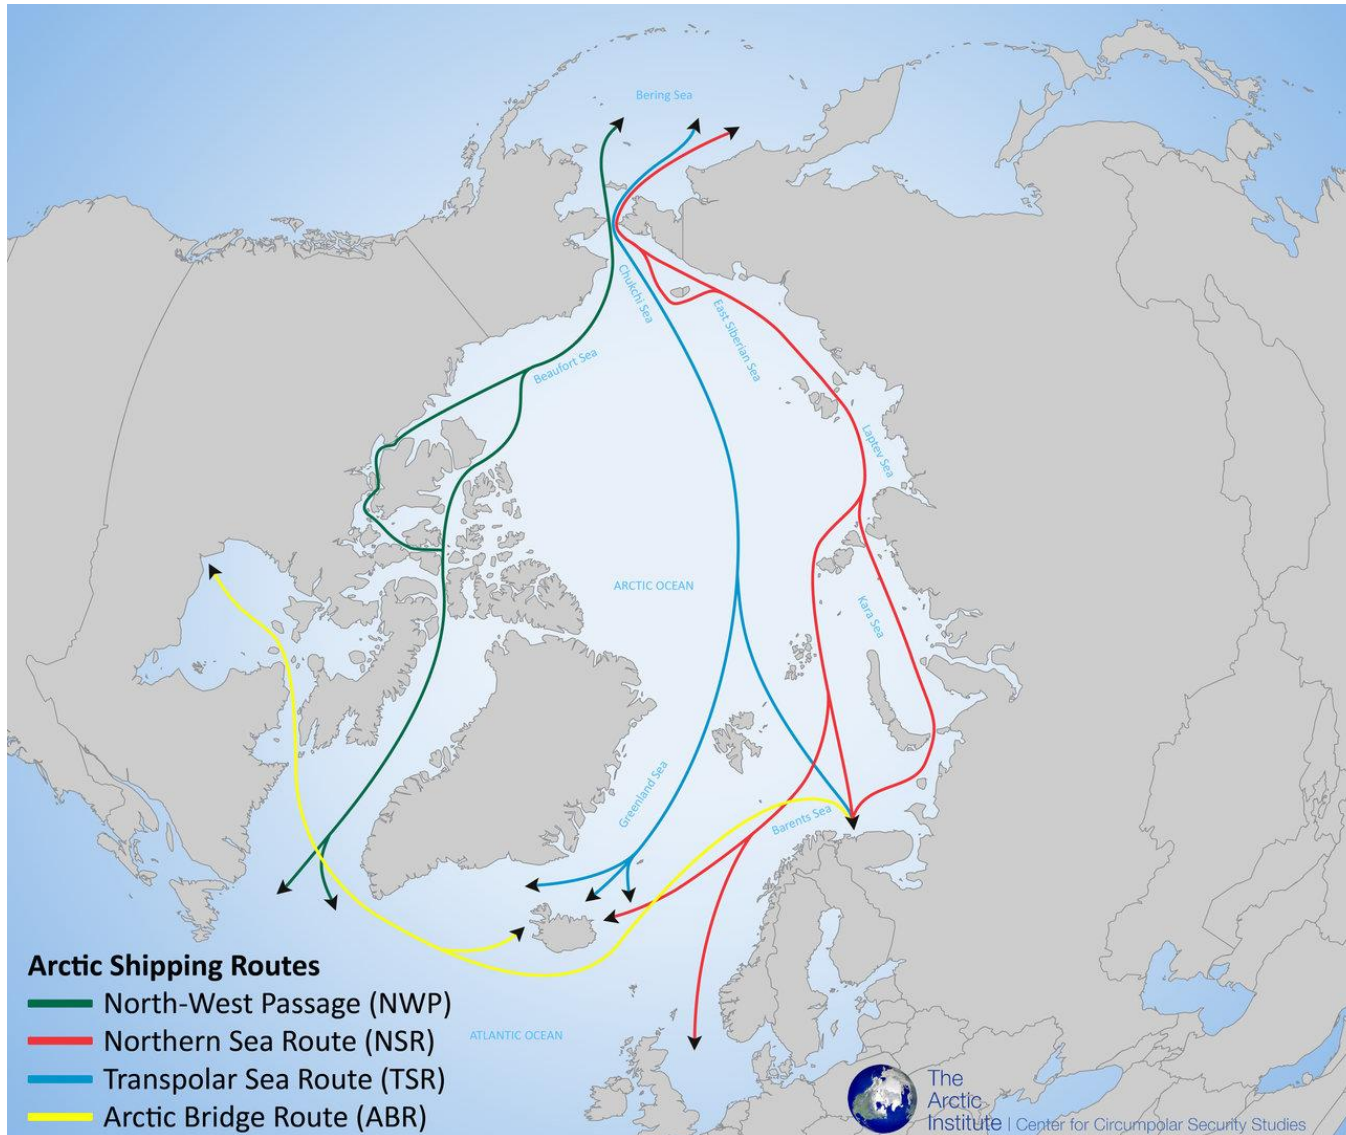 Bering Sea
Chukchi Sea
East Siberian Sea
Beaufort Sea
Laptev Sea
ARCTIC OCEAN
Kara Sea
Greenland Sea
Barents Sea
Arctic Shipping Routes
North-West Passage (NWP)
Northern Sea Route (NSR)
ATLANTIC OCEAN
Transpolar Sea Route (TSR)
Arctic Bridge Route (ABR)
The
Arctic
Institute | Center for Circumpolar Security Studies